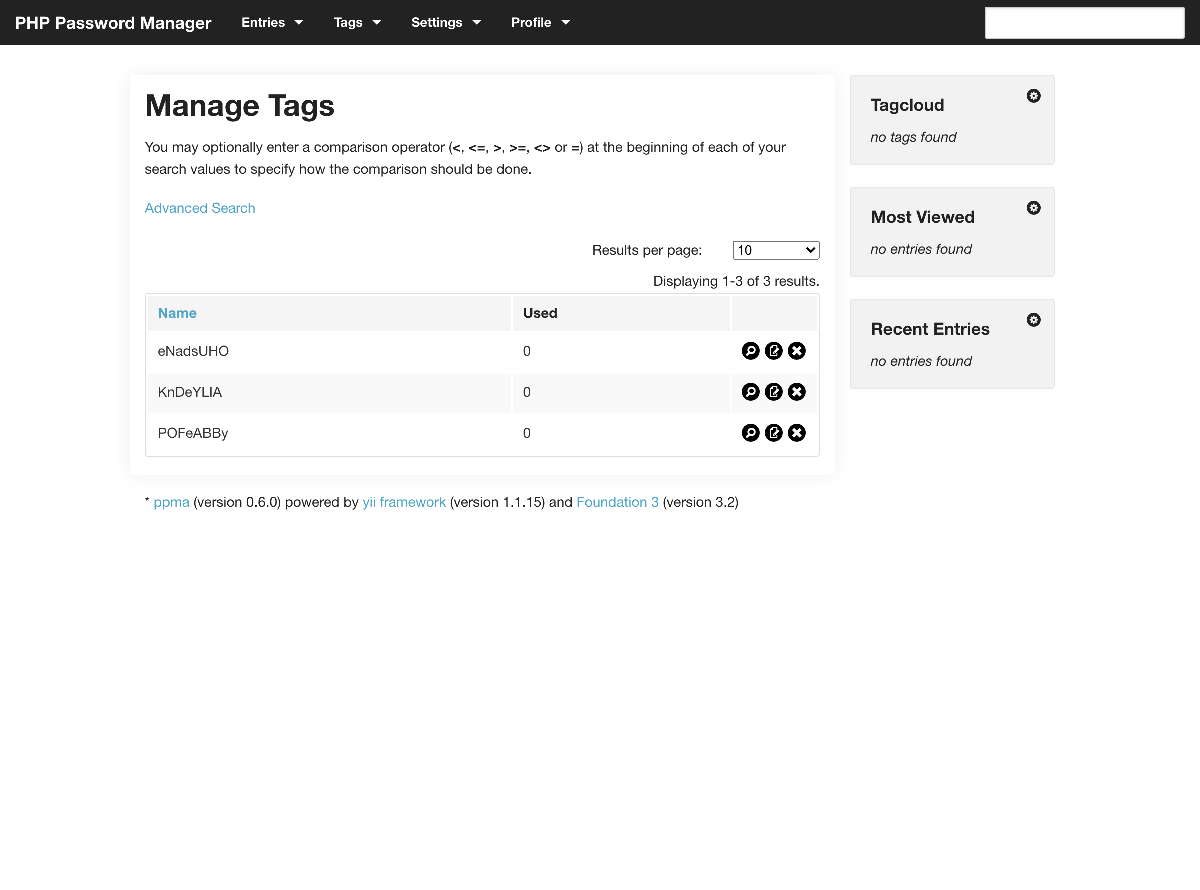 PHP Password Manager Entries Tags Settings Profile
Manage Tags
You may optionally enter a comparison operator (<, <=, >, >=, <> or =) at the beginning of each of your
search values to specify how the comparison should be done.
Advanced Search
Results per page: 10
Displaying 1-3 of 3 results.
Name Used
eNadsUHO 0
KnDeYLIA 0
POFeABBy 0
Tagcloud
no tags found
Most Viewed
no entries found
Recent Entries
no entries found
* ppma (version 0.6.0) powered by yii framework (version 1.1.15) and Foundation 3 (version 3.2)